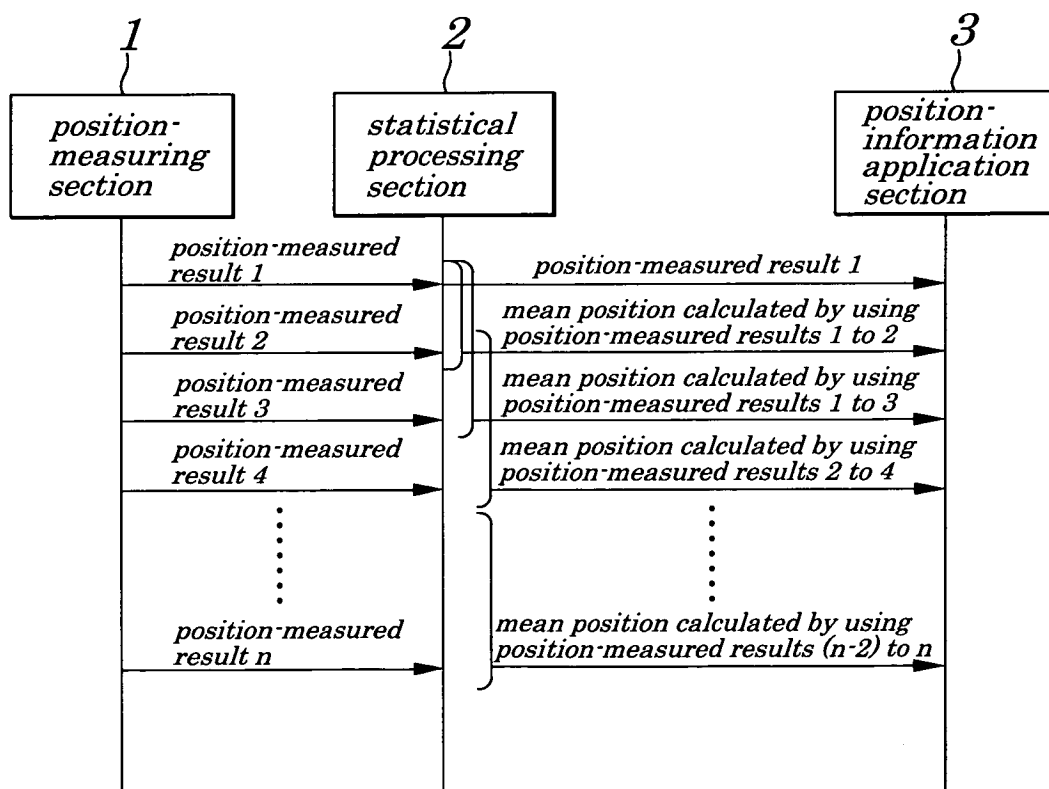 1
2
3
position-
measuring
section
statistical
processing
section
position-
information
application
section
position-measured
result 1
position-measured result 1
position-measured
result 2
mean position calculated by using
position-measured results 1 to 2
position-measured
result 3
mean position calculated by using
position-measured results 1 to 3
position-measured
result 4
mean position calculated by using
position-measured results 2 to 4
position-measured
result n
mean position calculated by using
position-measured results (n-2) to n